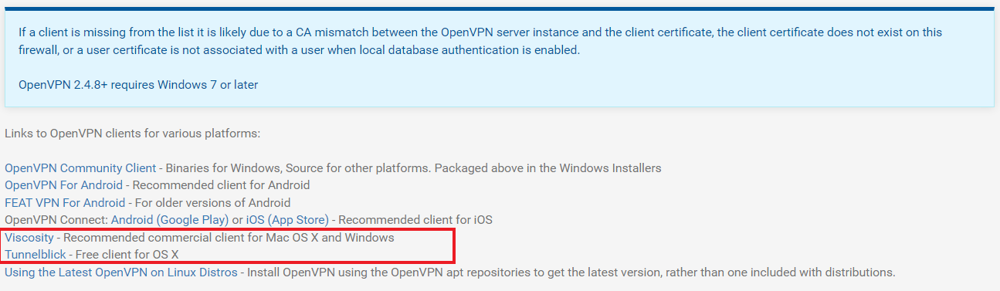 If a client is missing from the list it is likely due to a CA mismatch between the OpenVPN server instance and the client certificate, the client certificate does not exist on this
firewall, or a user certificate is not associated with a user when local database authentication is enabled.
OpenVPN 2.4.8+ requires Windows 7 or later
Links to OpenVPN clients for various platforms:
OpenVPN Community Client - Binaries for Windows, Source for other platforms. Packaged above in the Windows Installers
OpenVPN For Android - Recommended client for Android
FEAT VPN For Android - For older versions of Android
OpenVPN Connect: Android (Google Play) or iOS (App Store) - Recommended client for iOS
Viscosity - Recommended commercial client for Mac OS X and Windows
Tunnelblick - Free client for OS X
Using the Latest OpenVPN on Linux Distros - Install OpenVPN using the OpenVPN apt repositories to get the latest version, rather than one included with distributions.